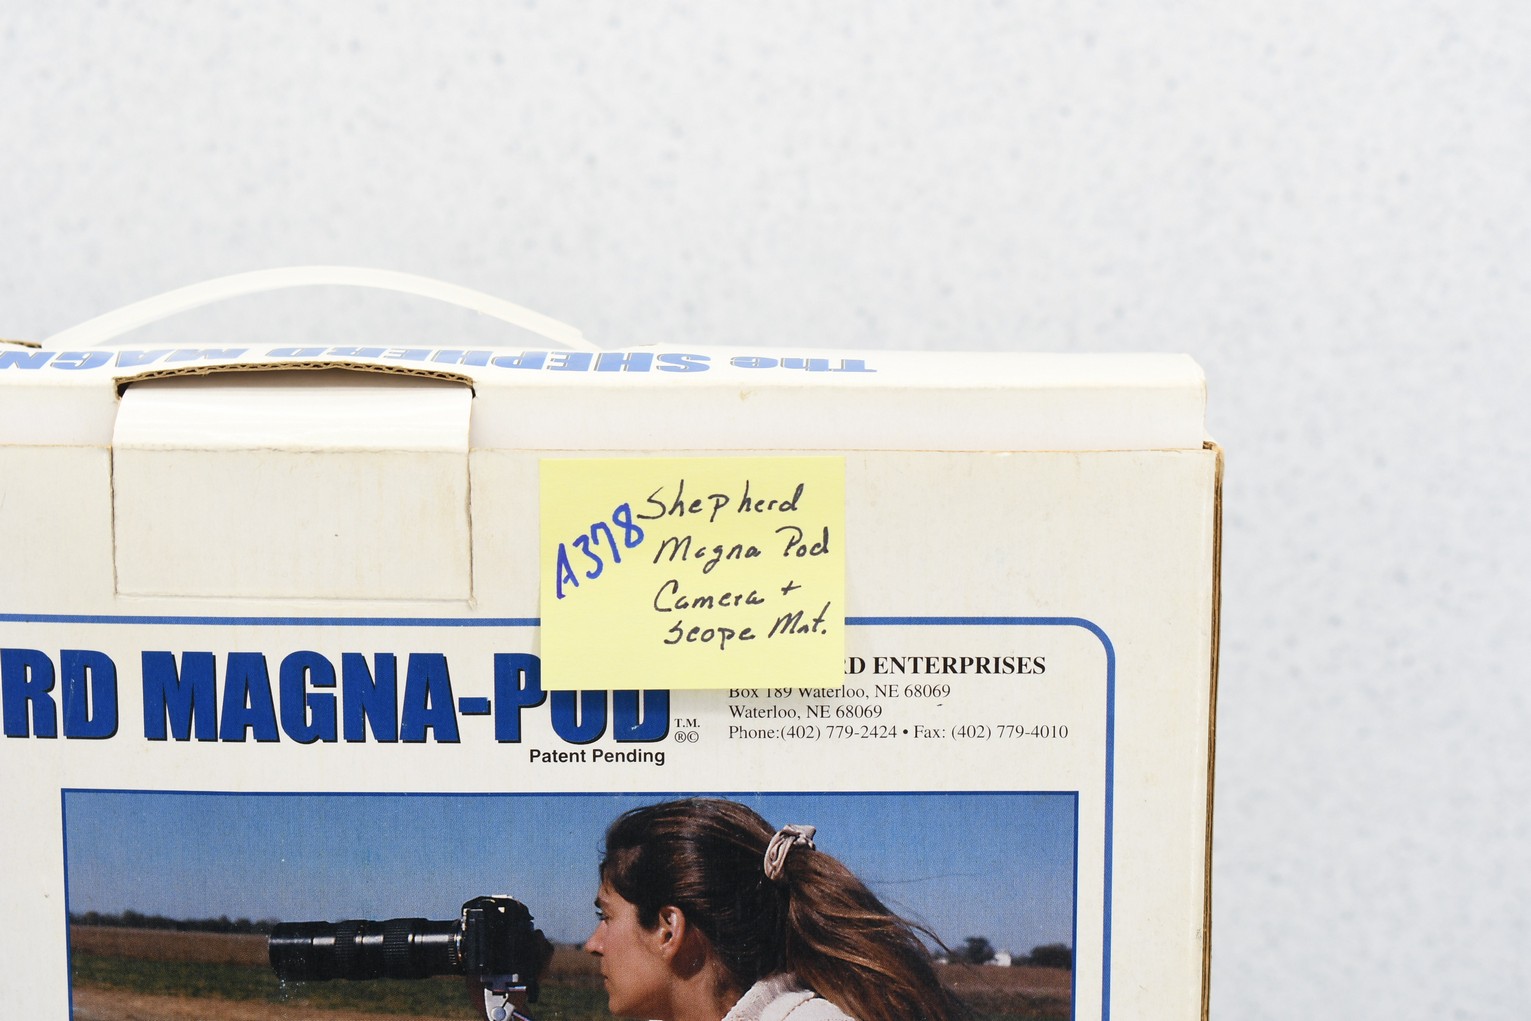 The SHEPHERD MAGN
A378
Shepherd
Magna Pod
Camera +
Scope Mnt.
RD MAGNA-POD
T.M.
®©
Patent Pending
RD ENTERPRISES
Box 189 Waterloo, NE 68069
Waterloo, NE 68069
Phone:(402) 779-2424 • Fax: (402) 779-4010